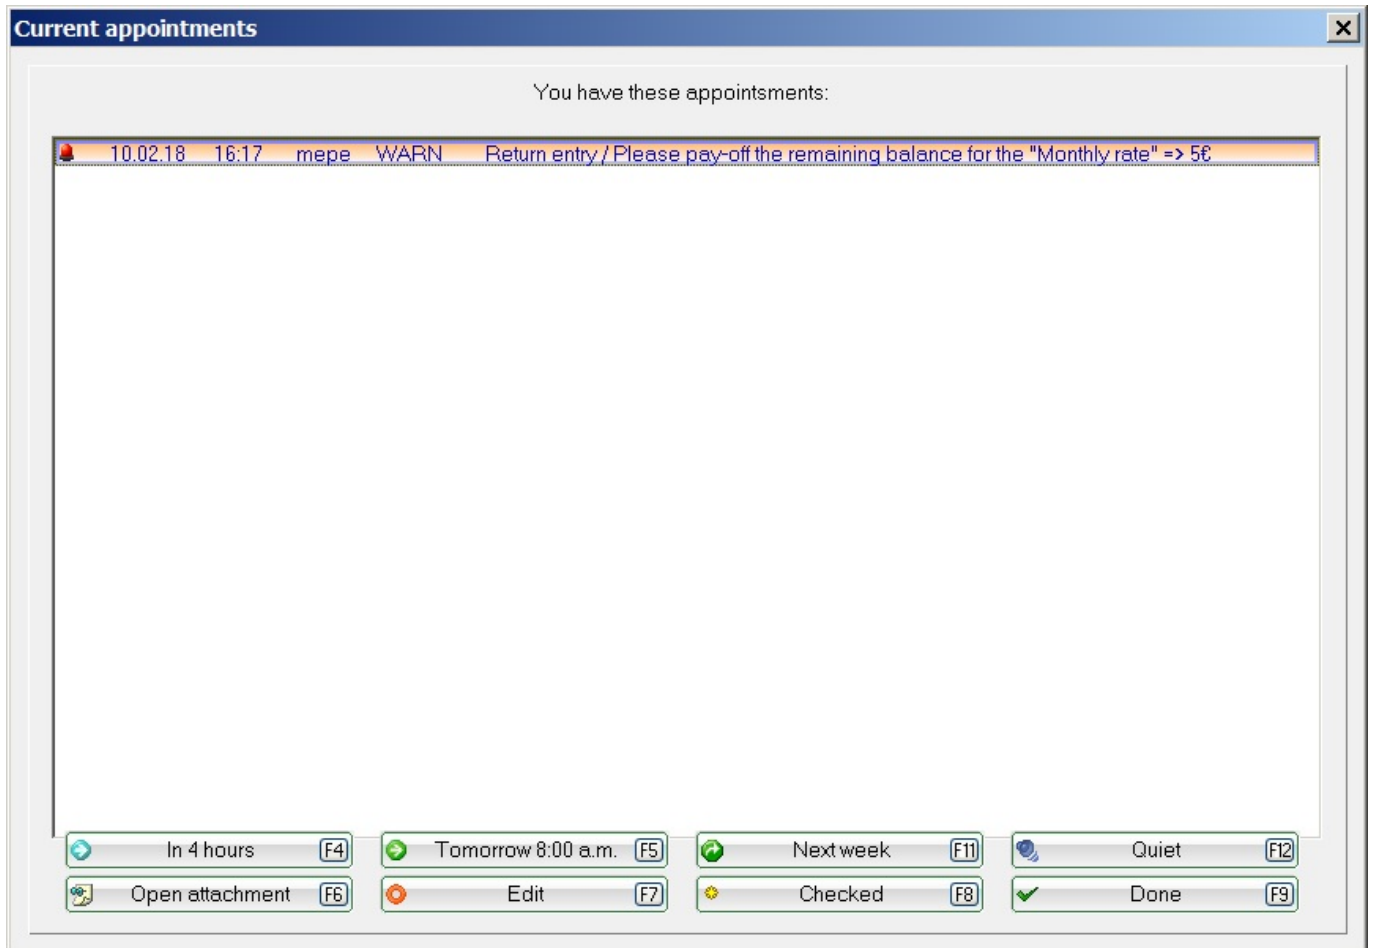 Current appointments
You have these appointsments:
10.02.18 16:17 mepe WARN Return entry / Please pay-off the remaining balance for the "Monthly rate" => 5€
In 4 hours F4 Tomorrow 8:00 a.m. F5 Next week F11 Quiet F12
Open attachment F6 Edit F7 Checked F8 Done F9